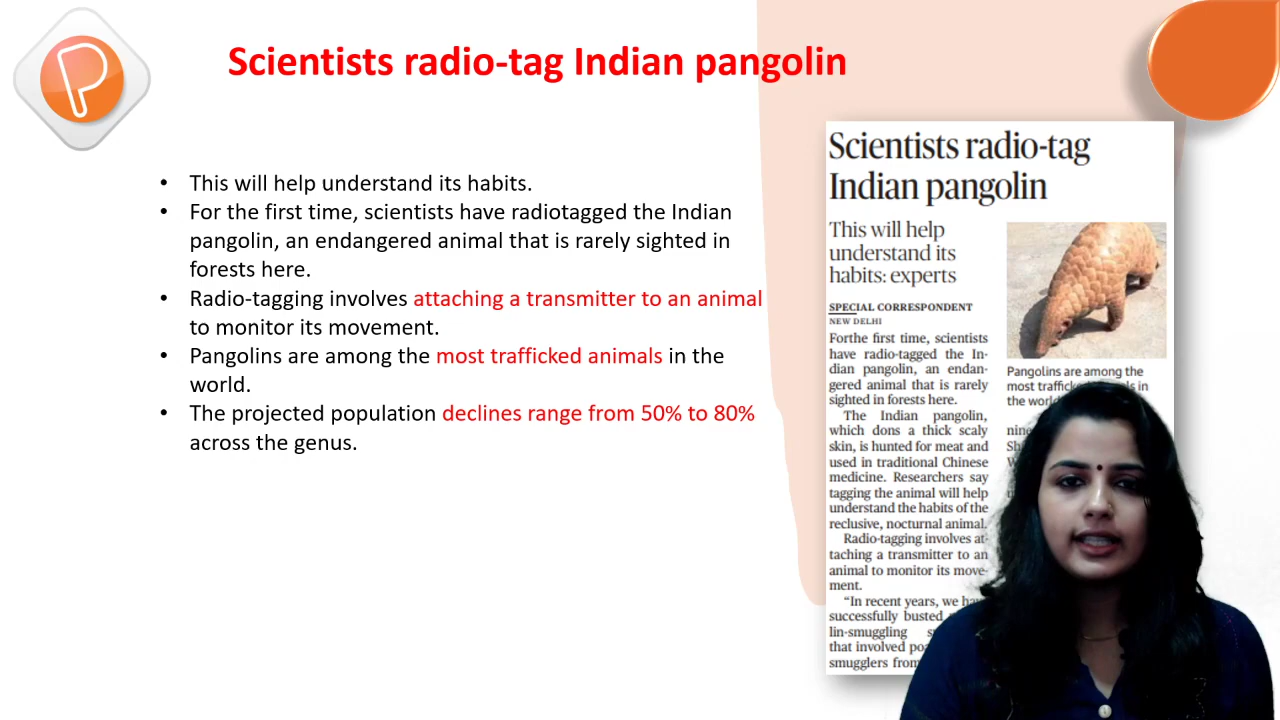 Scientists radio-tag Indian pangolin
• This will help understand its habits.
• For the first time, scientists have radiotagged the Indian
pangolin, an endangered animal that is rarely sighted in
forests here.
• Radio-tagging involves attaching a transmitter to an animal
to monitor its movement.
• Pangolins are among the most trafficked animals in the
world.
• The projected population declines range from 50% to 80%
across the genus.
Scientists radio-tag
Indian pangolin
This will help
understand its
habits: experts
SPECIAL CORRESPONDENT
NEW DELHI
Forthe first time, scientists
have radio-tagged the In-
dian pangolin, an endan-
gered animal that is rarely
sighted in forests here.
The Indian pangolin,
which dons a thick scaly
skin, is hunted for meat and
used in traditional Chinese
medicine. Researchers say
tagging the animal will help
understand the habits of the
reclusive, nocturnal animal.
Radio-tagging involves at-
taching a transmitter to an
animal to monitor its move-
ment.
“In recent years, we
successfully busted
lin-smuggling
that involved
smugglers from
Pangolins are among the
most in
the